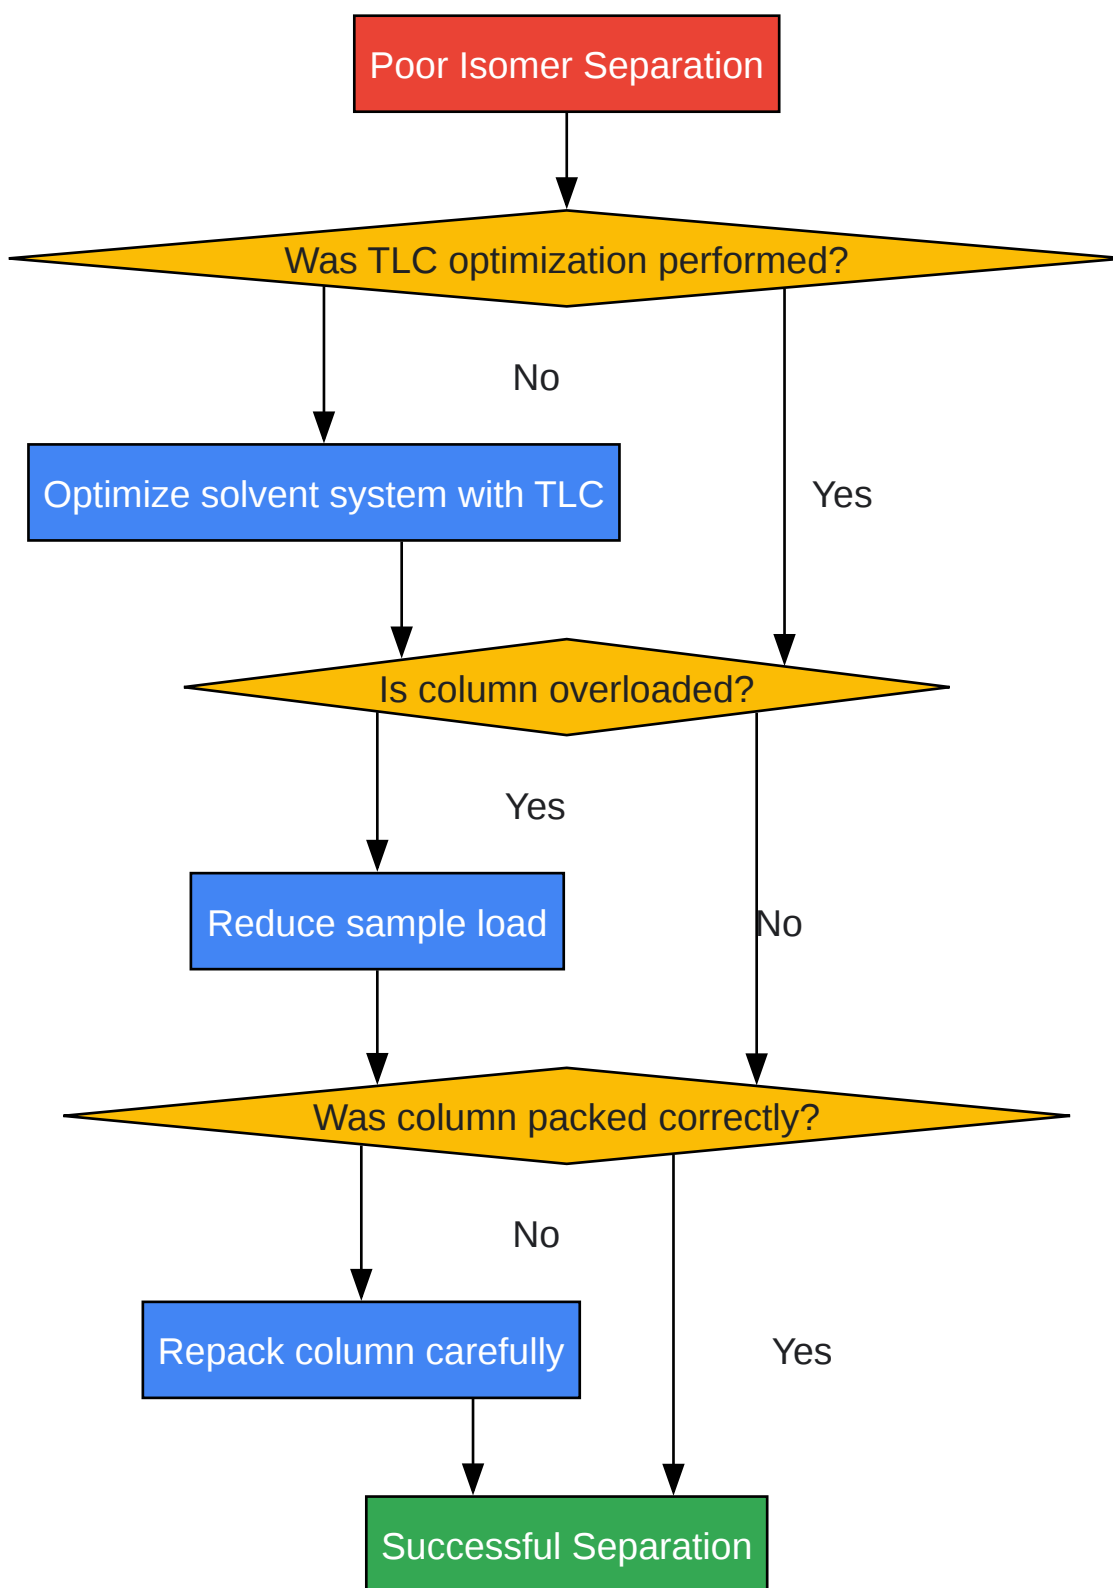 Poor Isomer Separation
Was TLC optimization performed?
No
Optimize solvent system with TLC
Yes
Is column overloaded?
Yes
Reduce sample load
No
Was column packed correctly?
No
Repack column carefully
Yes
Successful Separation